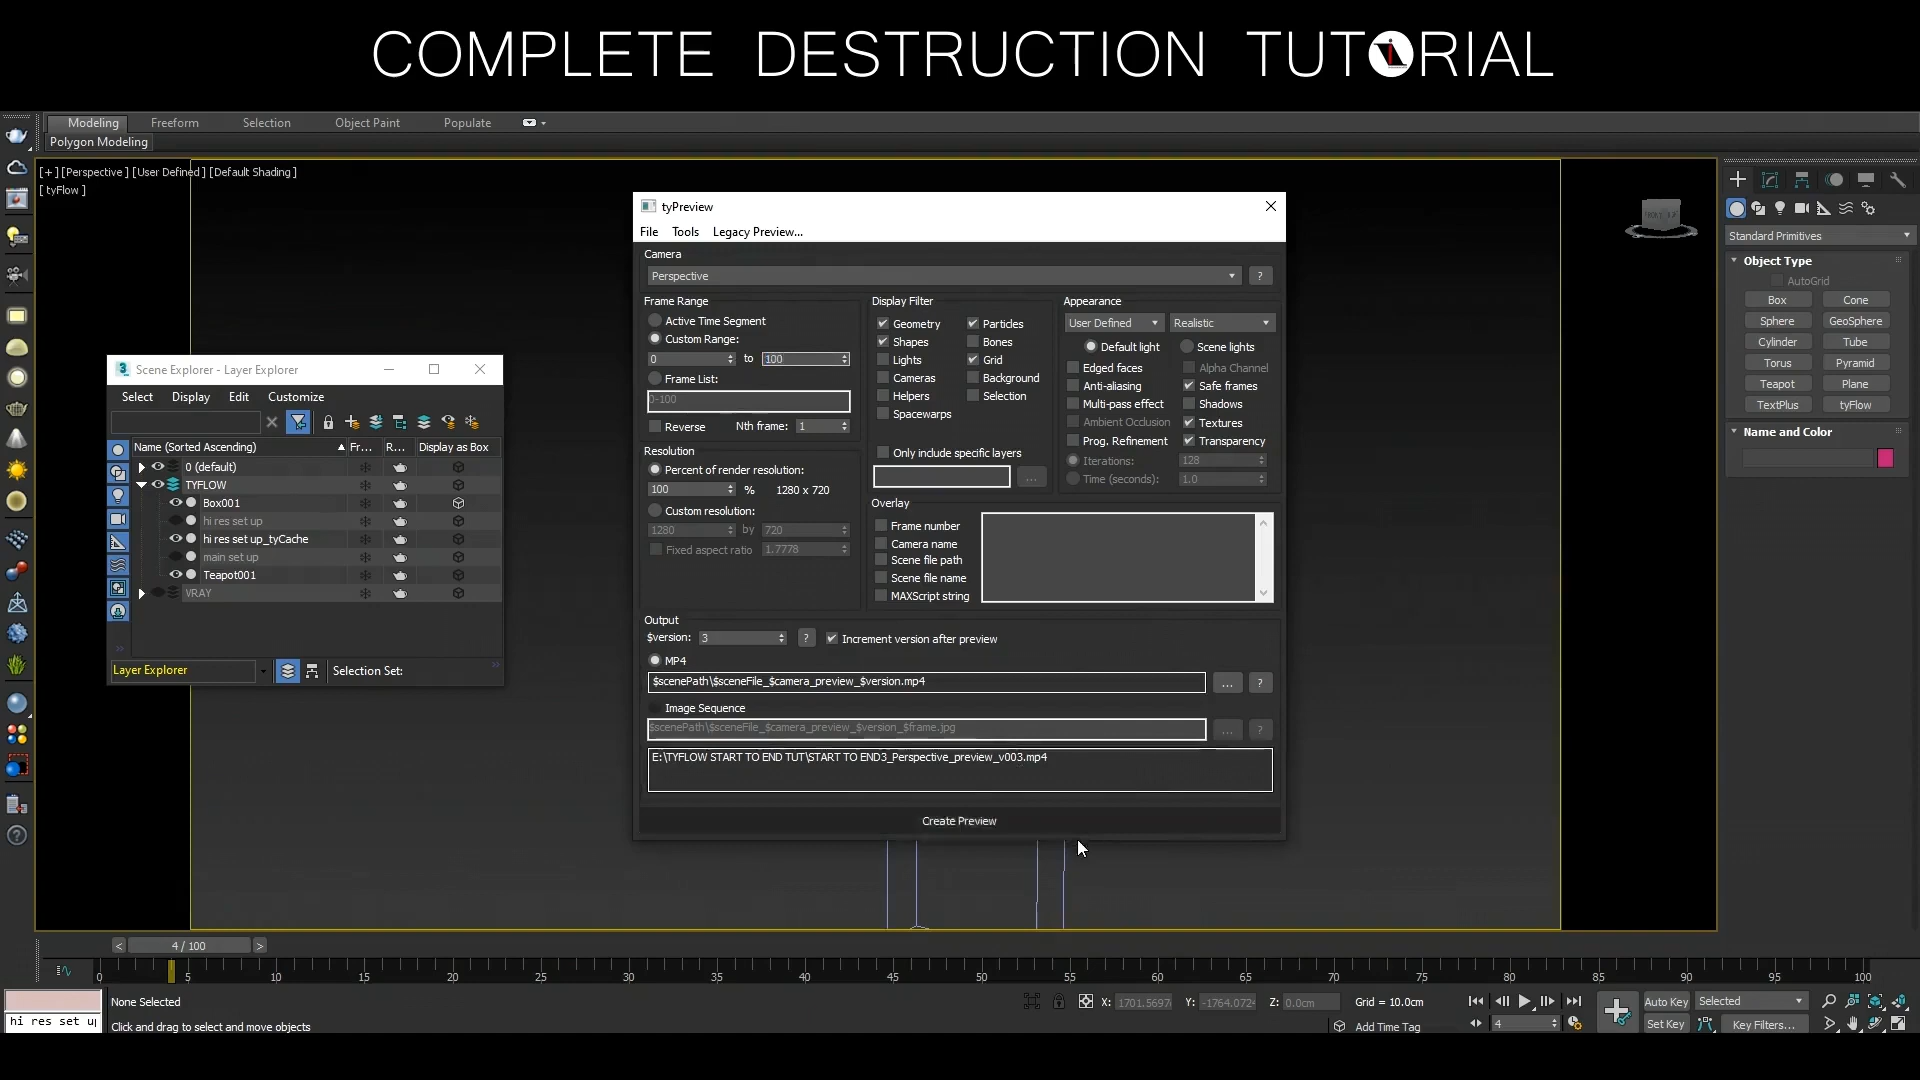 COMPLETE DESTRUCTION TUTORIAL
Modeling Freeform Selection Object Paint Populate
Polygon Modeling
[+] [Perspective ] [User Defined ] [Default Shading ]
[ tyFlow ]
tyPreview
File Tools Legacy Preview...
Camera
Perspective ?
Frame Range
Active Time Segment
Custom Range:
0 to 100
Frame List:
0-100
Reverse Nth frame: 1
Resolution
Percent of render resolution:
100 % 1280 x 720
Custom resolution:
1280 by 720
Fixed aspect ratio 1.7778
Display Filter
Geometry Particles
Shapes Bones
Lights Grid
Cameras Background
Helpers Selection
Spacewarps
Only include specific layers
...
Appearance
User Defined Realistic
Default light Scene lights
Edged faces Alpha Channel
Anti-aliasing Safe frames
Multi-pass effect Shadows
Ambient Occlusion Textures
Prog. Refinement Transparency
Iterations: 128
Time (seconds): 1.0
Overlay
Frame number
Camera name
Scene file path
Scene file name
MAXScript string
Output
$version: 3 ? Increment version after preview
MP4
$scenePath\$sceneFile_$camera_preview_$version.mp4 ... ?
Image Sequence
$scenePath\$sceneFile_$camera_preview_$version_$frame.jpg ... ?
E:\TYFLOW START TO END TUT\START TO END3_Perspective_preview_v003.mp4
Create Preview
3 Scene Explorer - Layer Explorer
Select Display Edit Customize
Name (Sorted Ascending) Fr... R... Display as Box
0 (default)
TYFLOW
Box001
hi res set up
hi res set up_tyCache
main set up
Teapot001
VRAY
Layer Explorer Selection Set:
Standard Primitives
Object Type
AutoGrid
Box Cone
Sphere GeoSphere
Cylinder Tube
Torus Pyramid
Teapot Plane
TextPlus tyFlow
Name and Color
< 4 / 100 >
0 5 10 15 20 25 30 35 40 45 50 55 60 65 70 75 80 85 90 95 100
None Selected X: 1701.5697 Y: -1764.072 Z: 0.0cm Grid = 10.0cm Auto Key Selected
hi res set up Click and drag to select and move objects Add Time Tag 4 Set Key Key Filters...